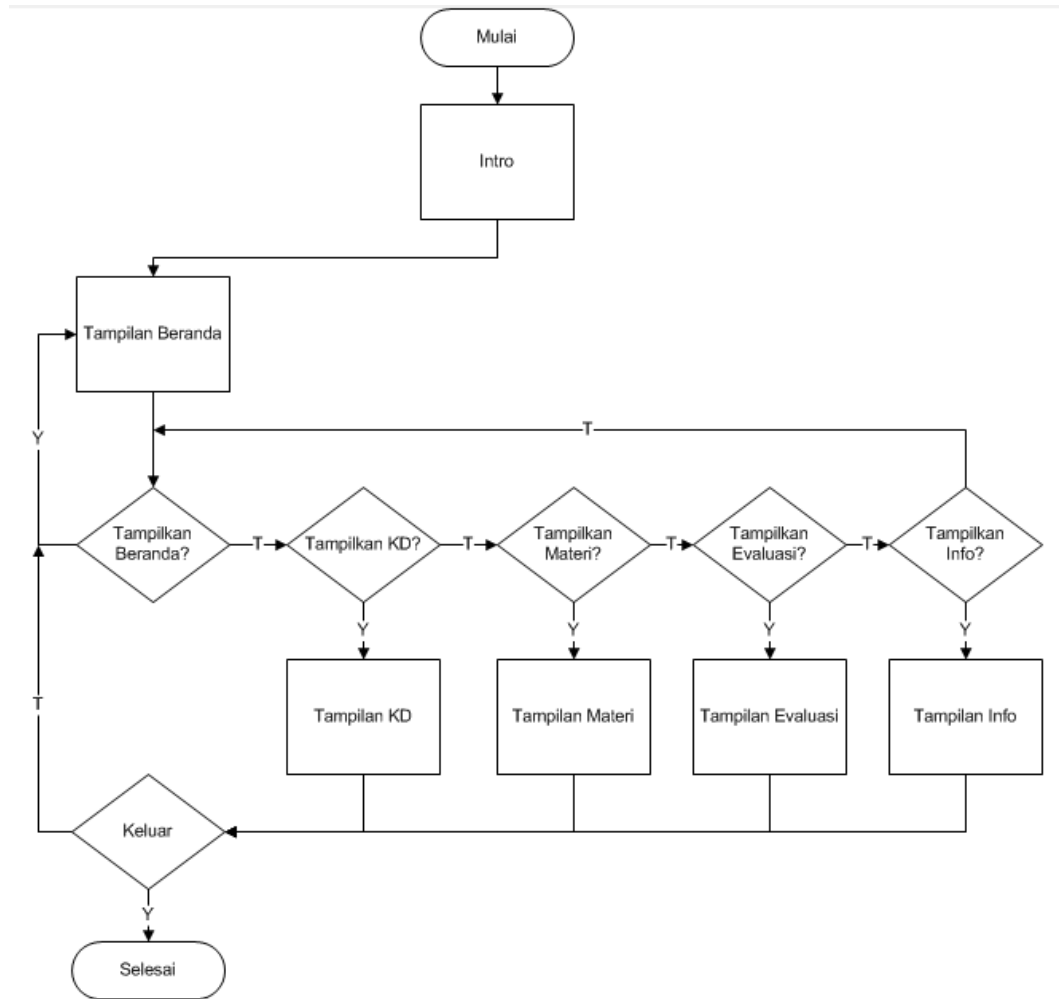 Mulai
Intro
Tampilan Beranda
Y
T
Tampilkan
Beranda?
T
Tampilkan KD?
T
Tampilkan
Materi?
T
Tampilkan
Evaluasi?
T
Tampilkan
Info?
Y
Y
Y
Y
T
Tampilan KD
Tampilan Materi
Tampilan Evaluasi
Tampilan Info
Keluar
Y
Selesai